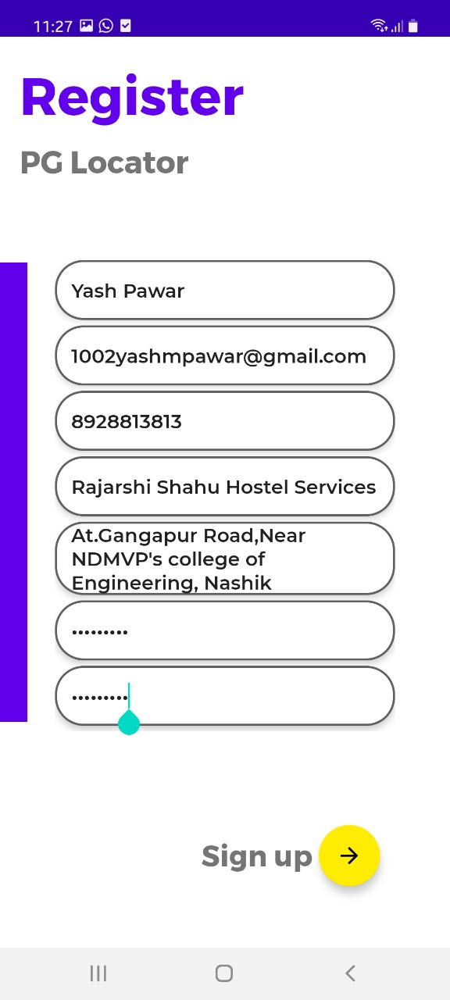 11:27
Register
PG Locator
Yash Pawar
1002yashmpawar@gmail.com
8928813813
Rajarshi Shahu Hostel Services
At.Gangapur Road,Near
NDMVP's college of
Engineering, Nashik
•••••••••
•••••••••
Sign up